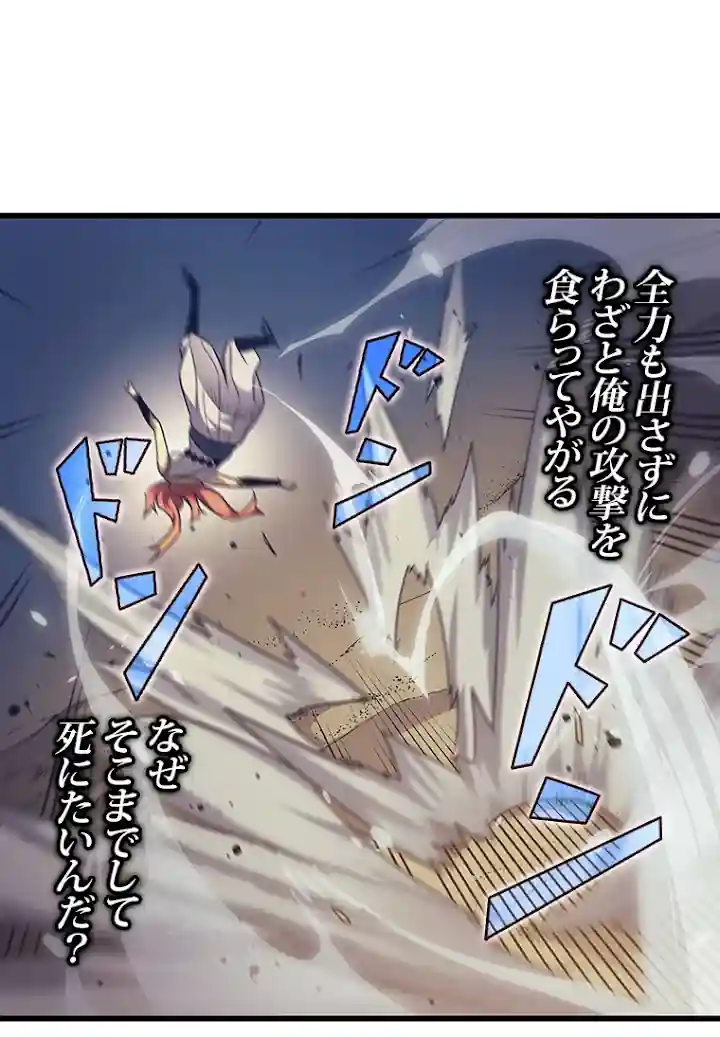 全力も出さずに
わざと俺の攻撃を
食らってやがる
ドン
ドン
なぜ
そこまでして
死にたいんだ？